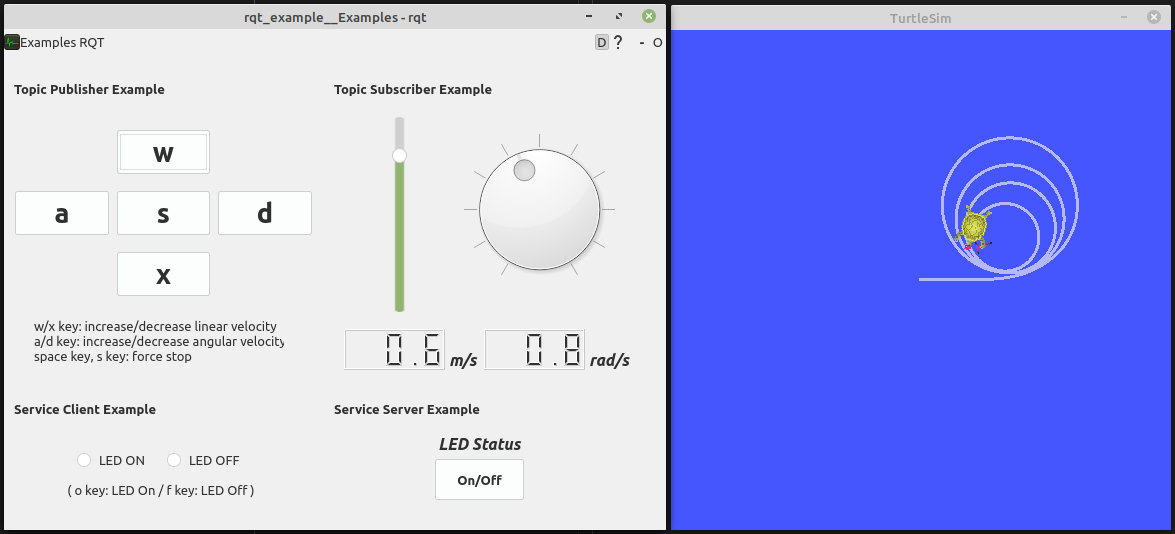 rqt_example__Examples - rqt
TurtleSim
Examples RQT
D ? - O
Topic Publisher Example
Topic Subscriber Example
w
a s d
x
w/x key: increase/decrease linear velocity
a/d key: increase/decrease angular velocity
space key, s key: force stop
0.6 m/s 0.8 rad/s
Service Client Example
Service Server Example
LED Status
LED ON LED OFF
On/Off
( o key: LED On / f key: LED Off )